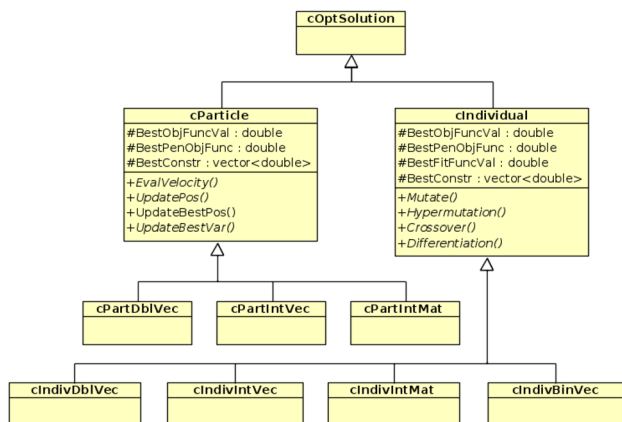 cOptSolution
cParticle
#BestObjFuncVal : double
#BestPenObjFunc : double
#BestConstr : vector<double>
+EvalVelocity()
+UpdatePos()
+UpdateBestPos()
+UpdateBestVar()
cIndividual
#BestObjFuncVal : double
#BestPenObjFunc : double
#BestFitFuncVal : double
#BestConstr : vector<double>
+Mutate()
+Hypermutation()
+Crossover()
+Differentiation()
cPartDblVec
cPartIntVec
cPartIntMat
cIndivDblVec
cIndivIntVec
cIndivIntMat
cIndivBinVec